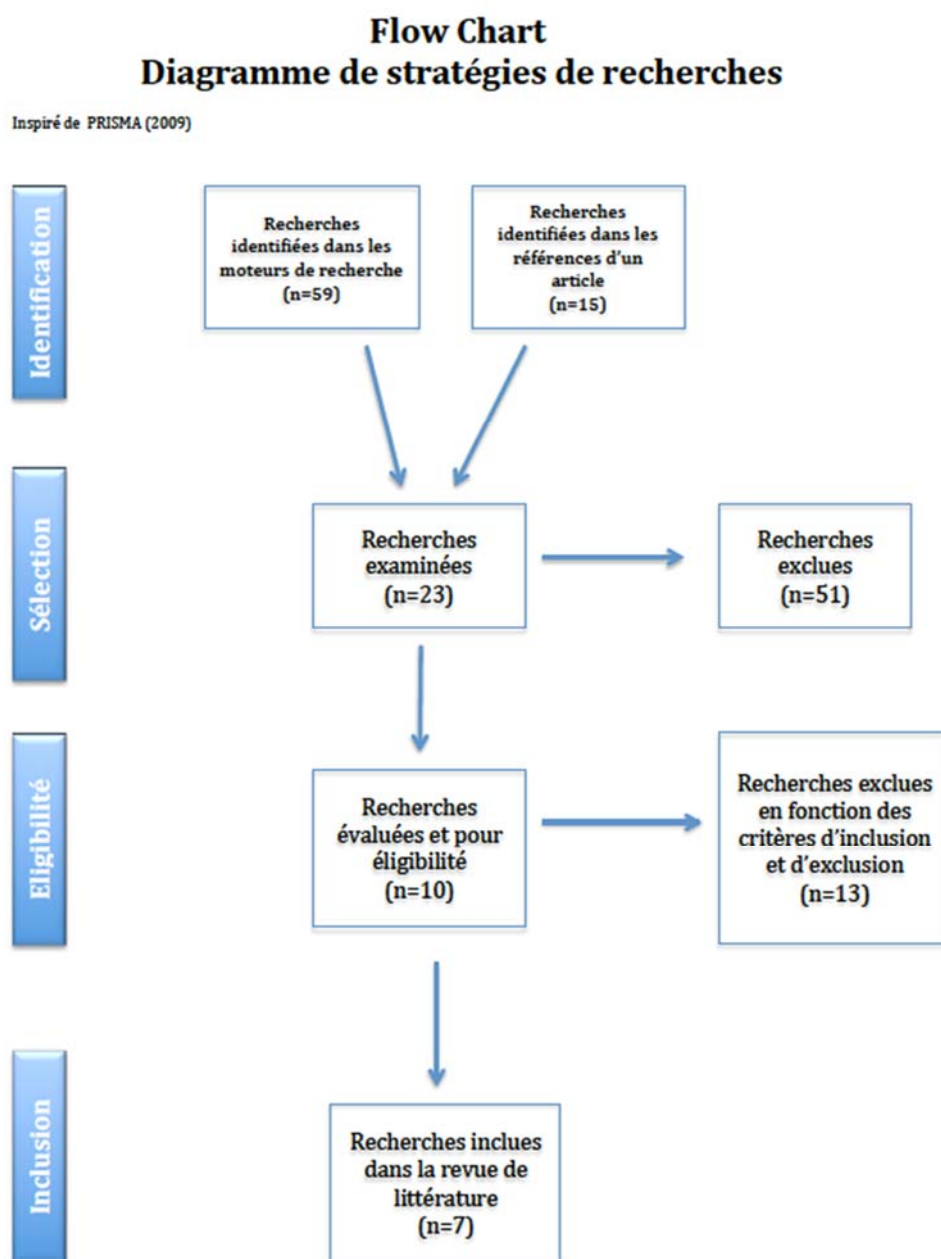 Flow Chart
Diagramme de stratégies de recherches
Inspiré de PRISMA (2009)
Identification
Recherches
identifiées dans les
moteurs de recherche
(n=59)
Recherches
identifiées dans les
références d'un
article
(n=15)
Sélection
Recherches
examinées
(n=23)
Recherches
exclues
(n=51)
Eligibilité
Recherches
évaluées et pour
éligibilité
(n=10)
Recherches exclues
en fonction des
critères d'inclusion
et d'exclusion
(n=13)
Inclusion
Recherches inclues
dans la revue de
littérature
(n=7)